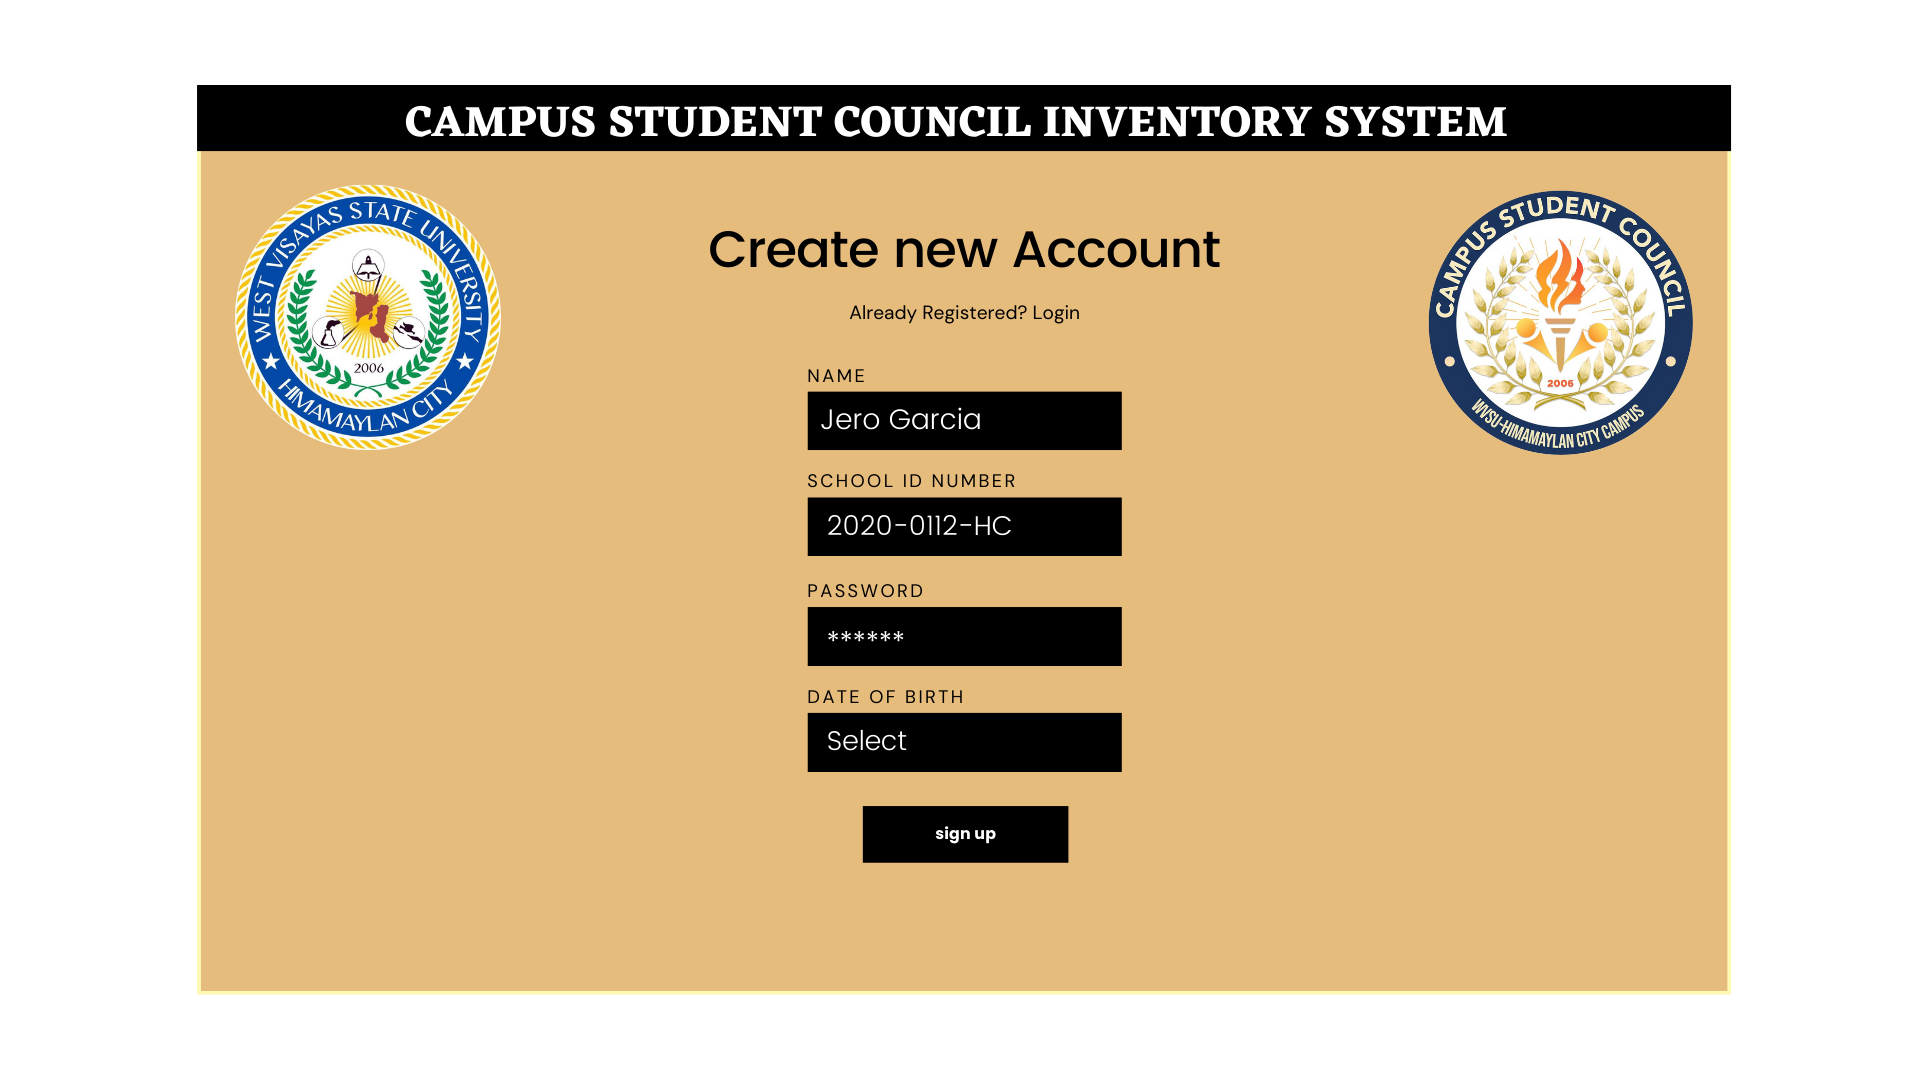 CAMPUS STUDENT COUNCIL INVENTORY SYSTEM
WEST VISAYAS STATE UNIVERSITY
2006
HIMAMAYLAN CITY
CAMPUS STUDENT COUNCIL
2006
WVSU-HIMAMAYLAN CITY CAMPUS
Create new Account
Already Registered? Login
NAME
Jero Garcia
SCHOOL ID NUMBER
2020-0112-HC
PASSWORD
******
DATE OF BIRTH
Select
sign up